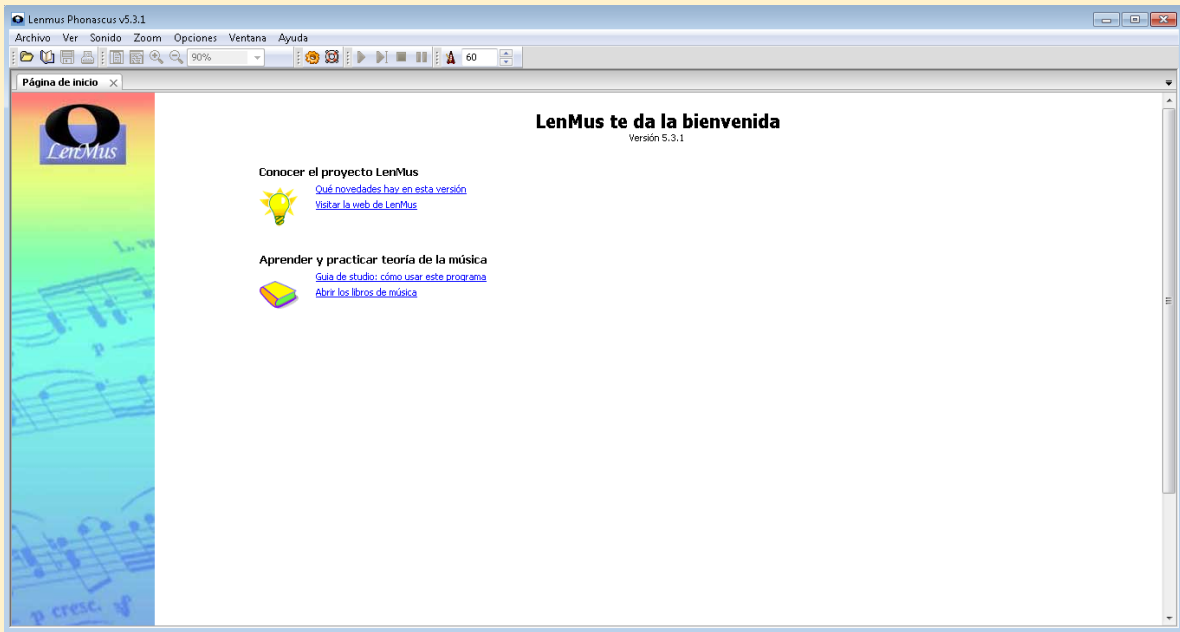 Lenmus Phonascus v5.3.1
Archivo Ver Sonido Zoom Opciones Ventana Ayuda
90% 60
Página de inicio
LenMus
LenMus te da la bienvenida
Versión 5.3.1
Conocer el proyecto LenMus
Qué novedades hay en esta versión
Visitar la web de LenMus
Aprender y practicar teoría de la música
Guia de studio: cómo usar este programa
Abrir los libros de música
p
p cresc. sf